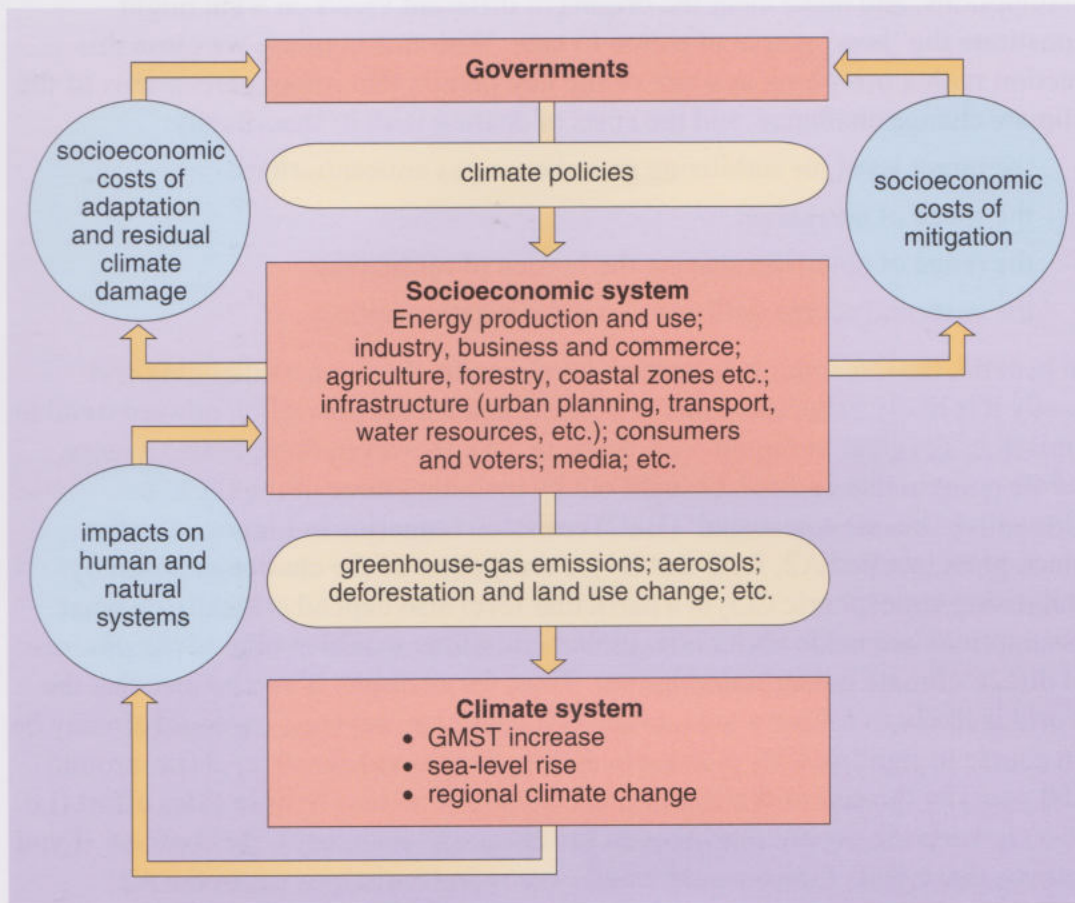 Governments
climate policies
socioeconomic
costs of
adaptation
and residual
climate
damage
socioeconomic
costs of
mitigation
Socioeconomic system
Energy production and use;
industry, business and commerce;
agriculture, forestry, coastal zones etc.;
infrastructure (urban planning, transport,
water resources, etc.); consumers
and voters; media; etc.
impacts on
human and
natural
systems
greenhouse-gas emissions; aerosols;
deforestation and land use change; etc.
Climate system
• GMST increase
• sea-level rise
• regional climate change